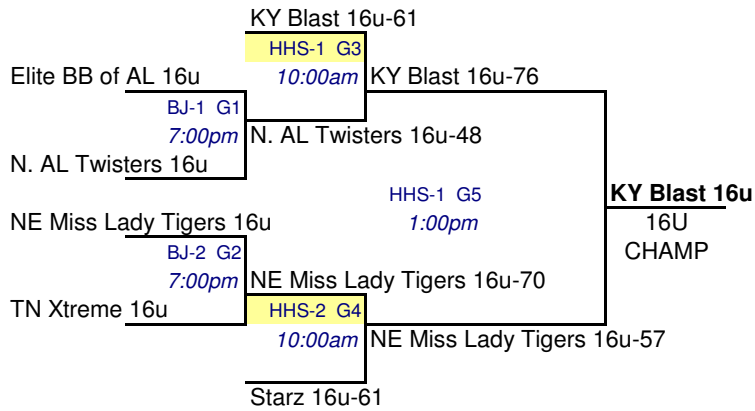 KY Blast 16u-61
HHS-1 G3
Elite BB of AL 16u
10:00am
KY Blast 16u-76
BJ-1 G1
7:00pm
N. AL Twisters 16u-48
N. AL Twisters 16u
HHS-1 G5
KY Blast 16u
NE Miss Lady Tigers 16u
1:00pm
16U
BJ-2 G2
CHAMP
7:00pm
NE Miss Lady Tigers 16u-70
TN Xtreme 16u
HHS-2 G4
10:00am
NE Miss Lady Tigers 16u-57
Starz 16u-61